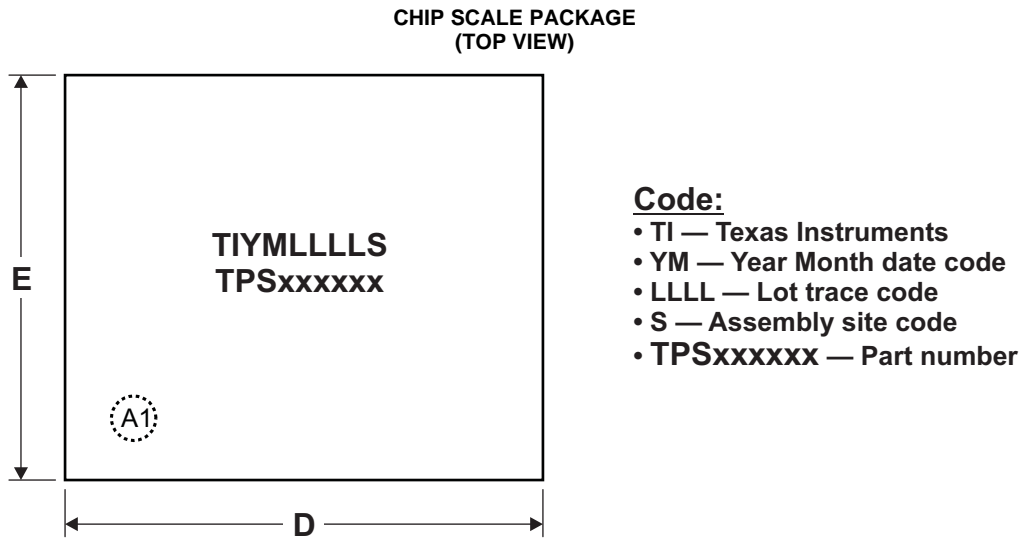 CHIP SCALE PACKAGE
(TOP VIEW)
E
TIYMLLLLS
TPSxxxxxx
A1
D
Code:
• TI — Texas Instruments
• YM — Year Month date code
• LLLL — Lot trace code
• S — Assembly site code
• TPSxxxxxx — Part number